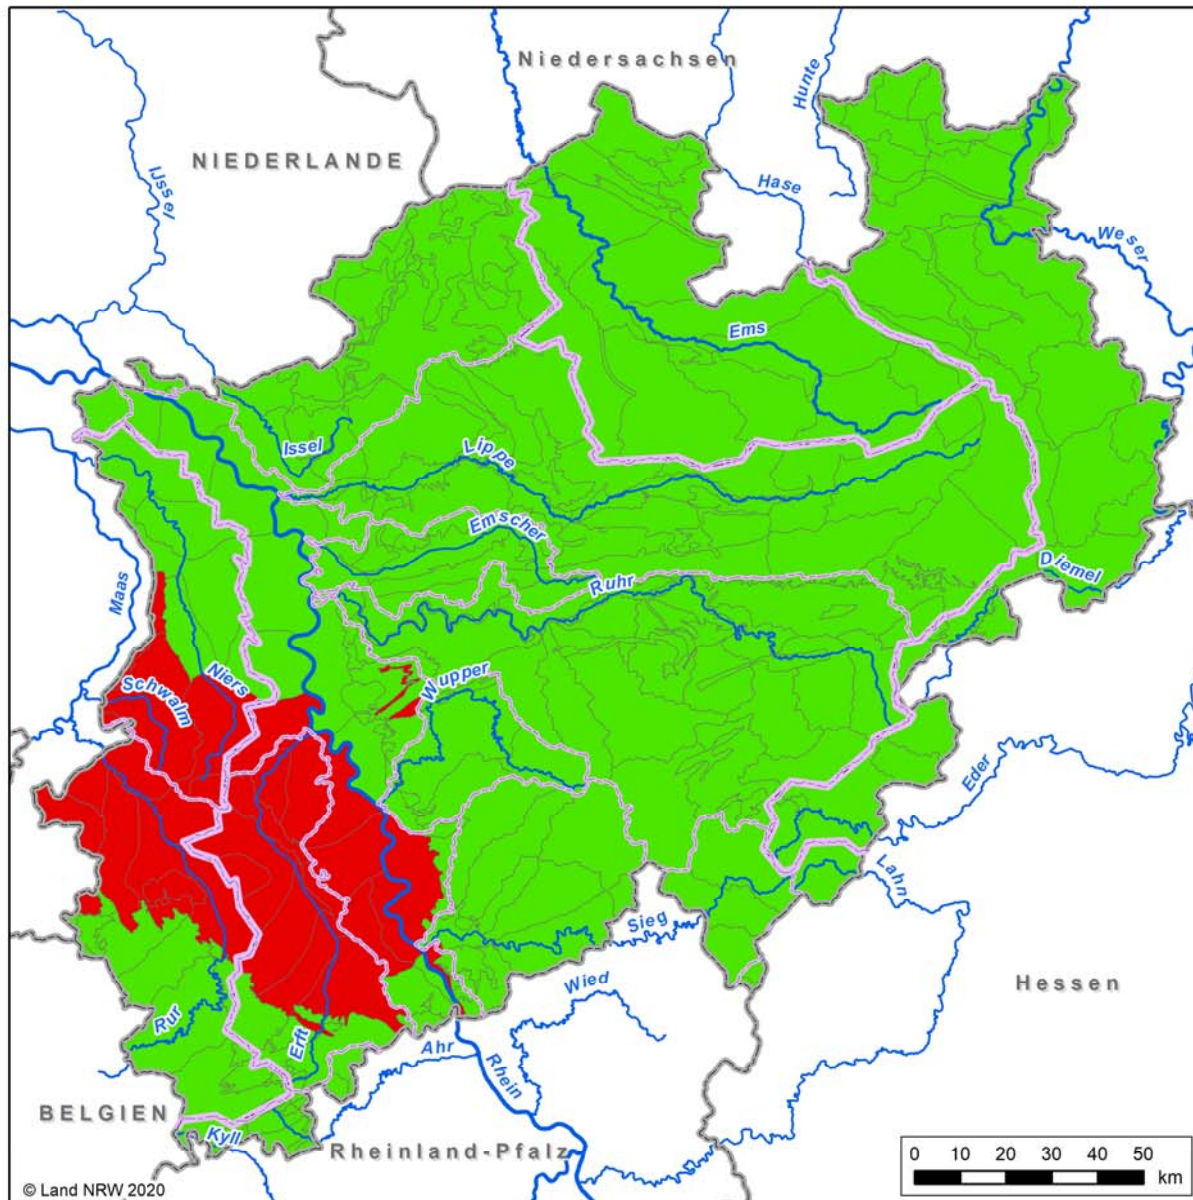 Niedersachsen
Hunte
NIEDERLANDE
IJssel
Hase
Weser
Ems
Issel
Lippe
Emscher
Ruhr
Diemel
Maas
Niers
Schwalm
Wupper
Eder
Lahn
Sieg
Wied
Hessen
Rur
Erft
Ahr
Rhein
BELGIEN
Kyll
Rheinland-Pfalz
0 10 20 30 40 50
km
© Land NRW 2020